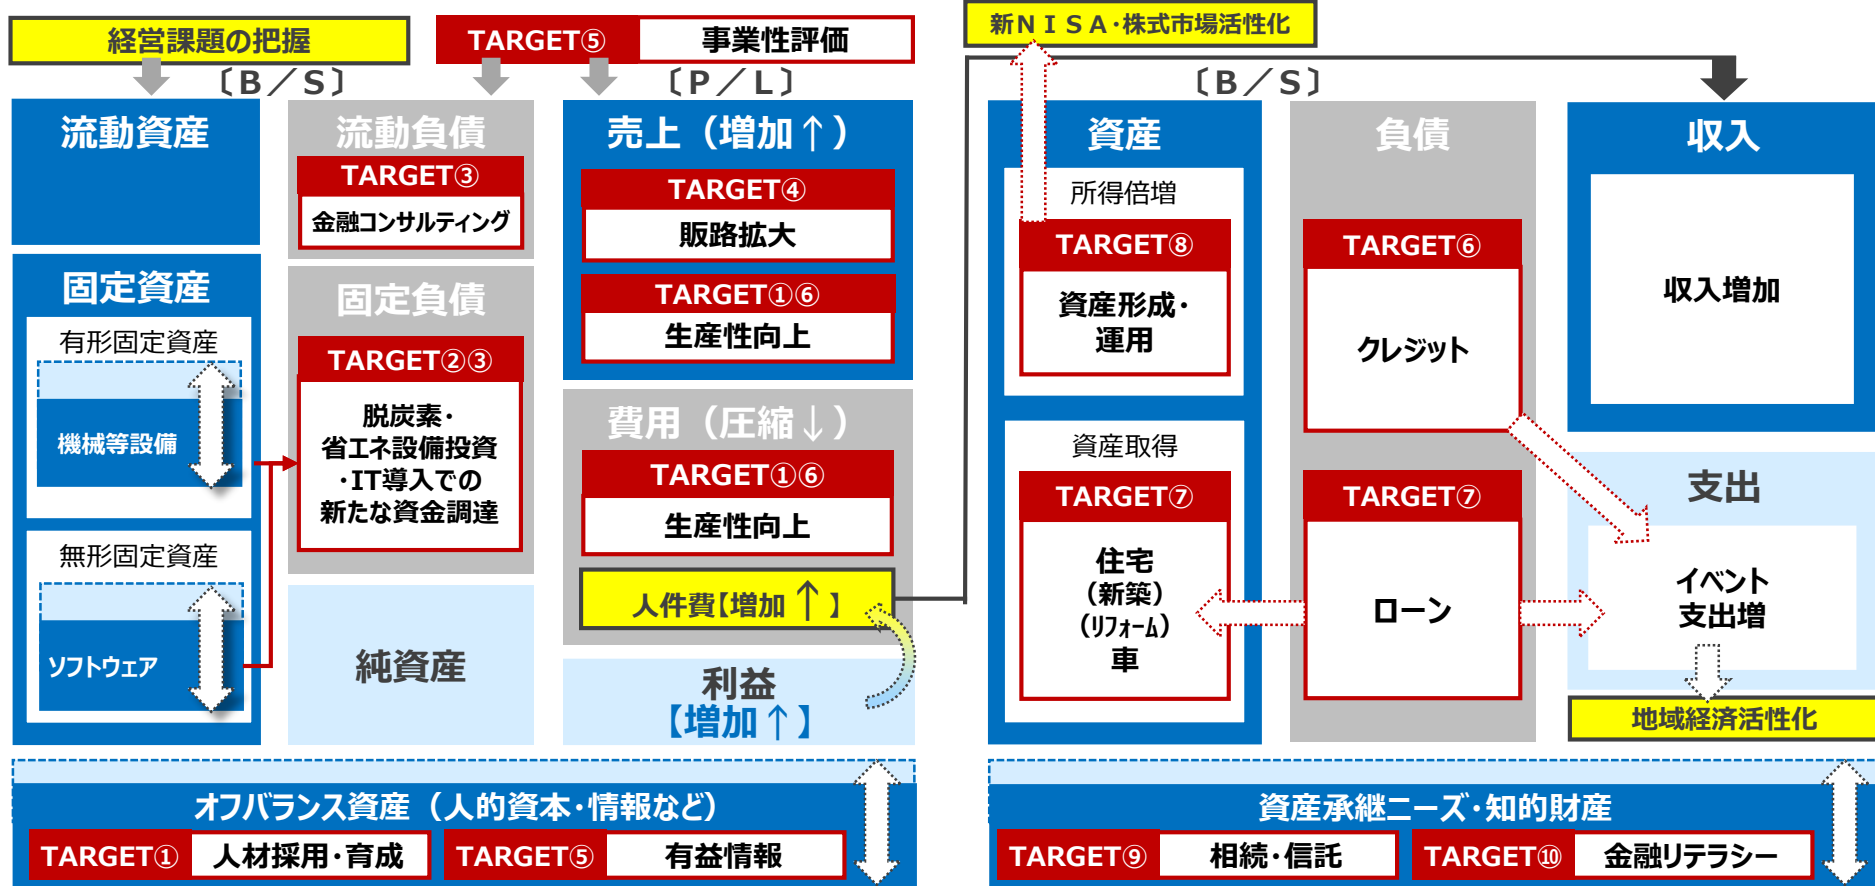 経営課題の把握
TARGET⑤
事業性評価
〔B／S〕
〔P／L〕
流動資産
固定資産
有形固定資産
機械等設備
無形固定資産
ソフトウェア
流動負債
TARGET③
金融コンサルティング
固定負債
TARGET②③
脱炭素・
省エネ設備投資
・IT導入での
新たな資金調達
純資産
売上（増加↑）
TARGET④
販路拡大
TARGET①⑥
生産性向上
費用（圧縮↓）
TARGET①⑥
生産性向上
人件費【増加↑】
利益
【増加↑】
オフバランス資産（人的資本・情報など）
TARGET①
人材採用・育成
TARGET⑤
有益情報
新ＮＩＳＡ・株式市場活性化
〔B／S〕
資産
所得倍増
TARGET⑧
資産形成・
運用
資産取得
TARGET⑦
住宅
（新築）
（リフォーム）
車
負債
TARGET⑥
クレジット
TARGET⑦
ローン
収入
収入増加
支出
イベント
支出増
地域経済活性化
資産承継ニーズ・知的財産
TARGET⑨
相続・信託
TARGET⑩
金融リテラシー